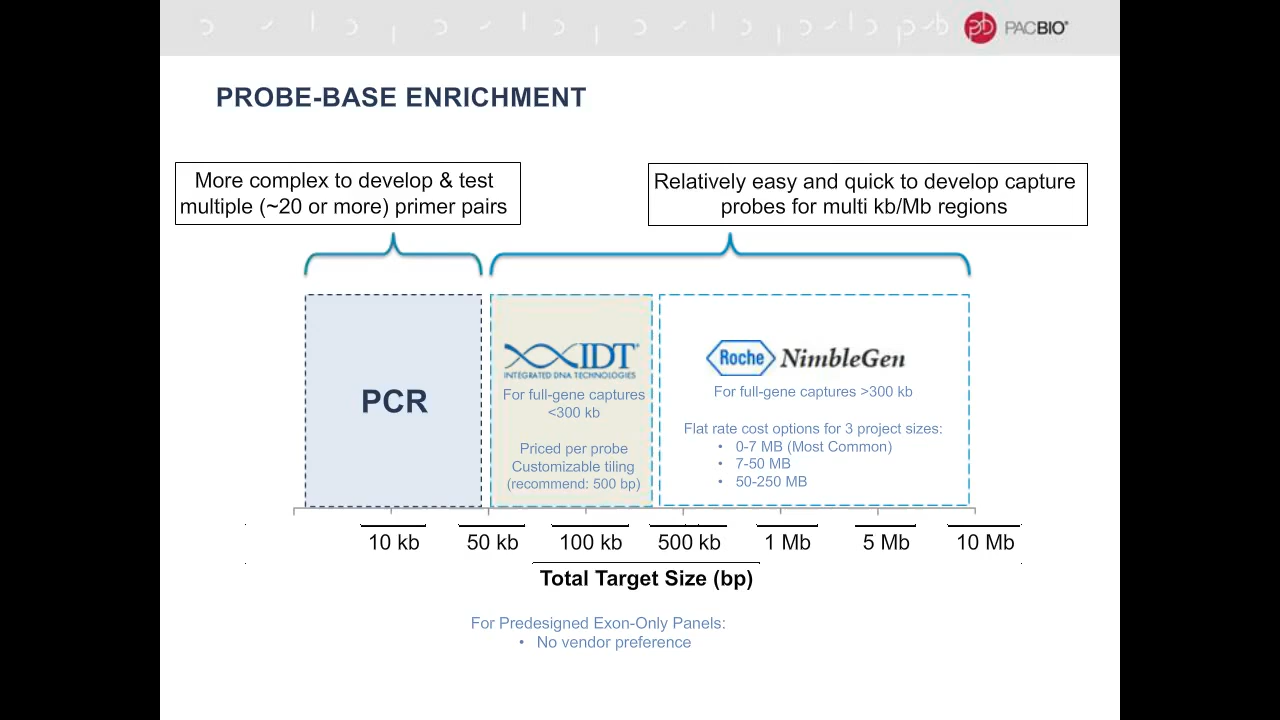 PACBIO®
PROBE-BASE ENRICHMENT
More complex to develop & test
multiple (~20 or more) primer pairs
Relatively easy and quick to develop capture
probes for multi kb/Mb regions
PCR
IDT®
INTEGRATED DNA TECHNOLOGIES
For full-gene captures
<300 kb
Priced per probe
Customizable tiling
(recommend: 500 bp)
Roche NimbleGen
For full-gene captures >300 kb
Flat rate cost options for 3 project sizes:
• 0-7 MB (Most Common)
• 7-50 MB
• 50-250 MB
10 kb 50 kb 100 kb 500 kb 1 Mb 5 Mb 10 Mb
Total Target Size (bp)
For Predesigned Exon-Only Panels:
• No vendor preference